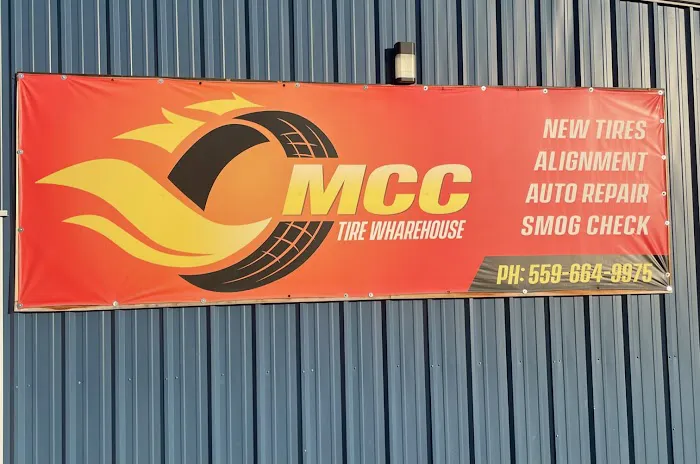 MCC
TIRE WHAREHOUSE
NEW TIRES
ALIGNMENT
AUTO REPAIR
SMOG CHECK
PH: 559-664-9975